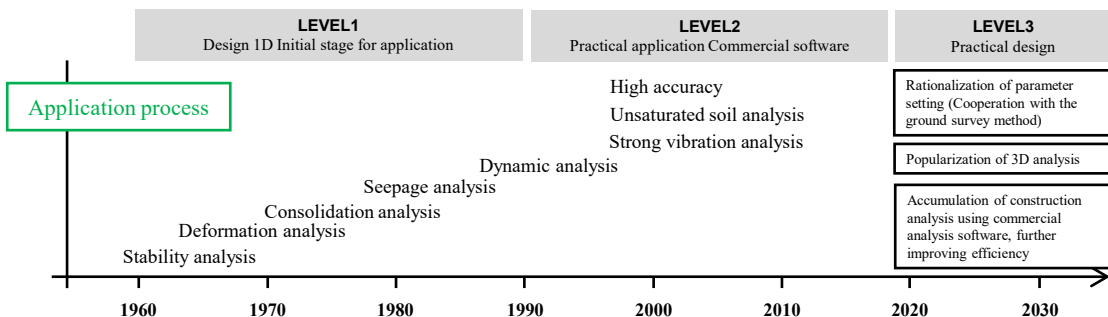 LEVEL1
Design 1D Initial stage for application
LEVEL2
Practical application Commercial software
LEVEL3
Practical design
Application process
High accuracy
Unsaturated soil analysis
Strong vibration analysis
Dynamic analysis
Seepage analysis
Consolidation analysis
Deformation analysis
Stability analysis
Rationalization of parameter
setting (Cooperation with the
ground survey method)
Popularization of 3D analysis
Accumulation of construction
analysis using commercial
analysis software, further
improving efficiency
1960
1970
1980
1990
2000
2010
2020
2030